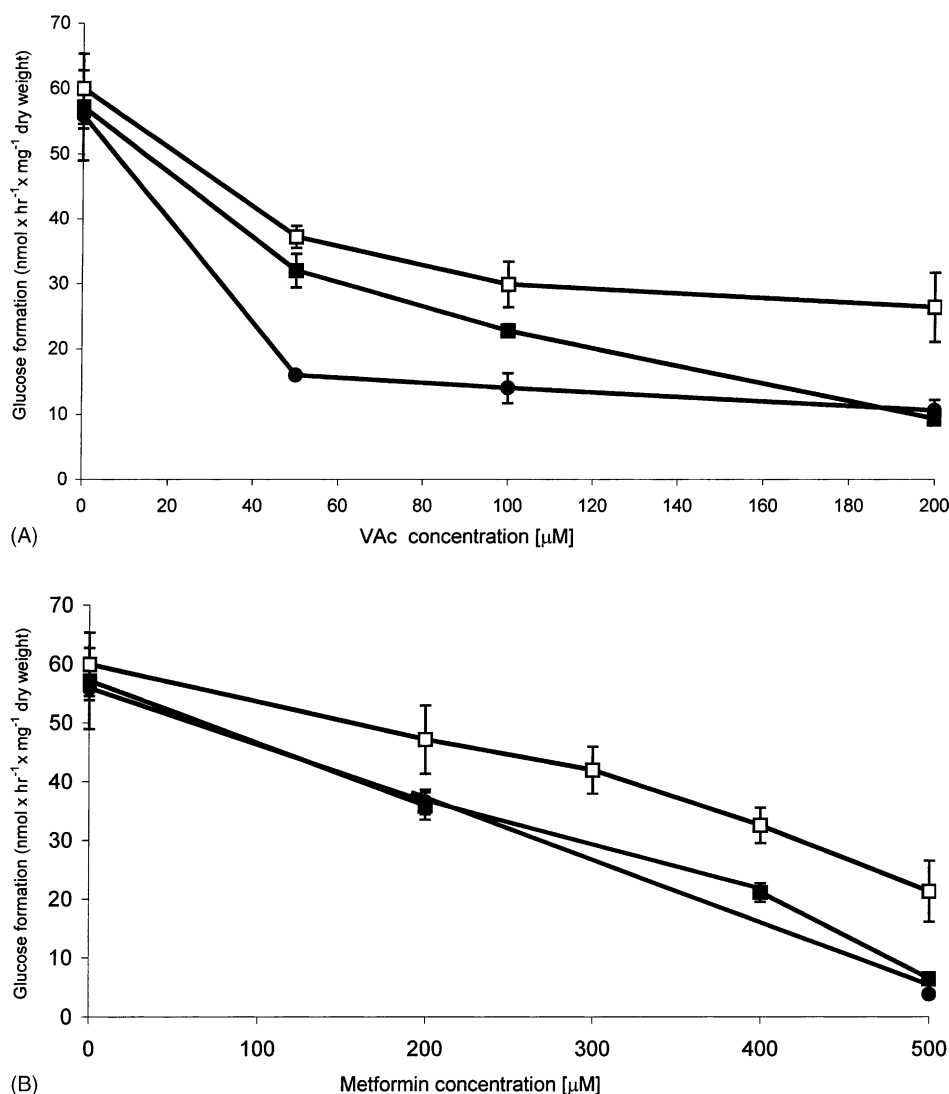 70
60
50
40
30
20
10
0
Glucose formation (nmol x hr⁻¹x mg⁻¹ dry weight)
0 20 40 60 80 100 120 140 160 180 200
(A) VAc concentration [µM]
70
60
50
40
30
20
10
0
Glucose formation (nmol x hr⁻¹x mg⁻¹ dry weight)
0 100 200 300 400 500
(B) Metformin concentration [µM]